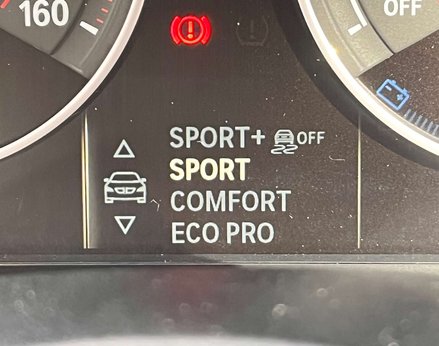 160
OFF
SPORT+ OFF
SPORT
COMFORT
ECO PRO